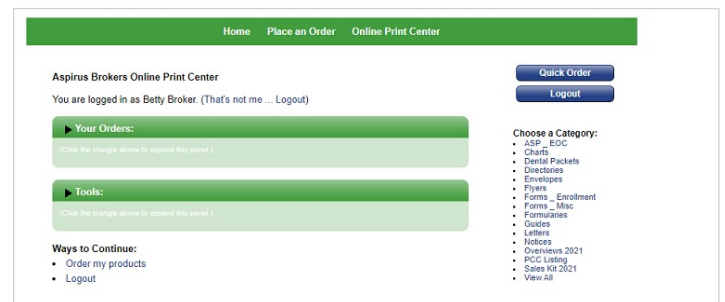 Home Place an Order Online Print Center
Aspirus Brokers Online Print Center
You are logged in as Betty Broker. (That's not me ... Logout)
Your Orders:
(Click the triangle above to expand this panel.)
Tools:
(Click the triangle above to expand this panel.)
Ways to Continue:
Order my products
Logout
Quick Order
Logout
Choose a Category:
ASP _ EOC
Charts
Dental Packets
Directories
Envelopes
Flyers
Forms _ Enrollment
Forms _ Misc
Formularies
Guides
Letters
Notices
Overviews 2021
PCC Listing
Sales Kit 2021
View All